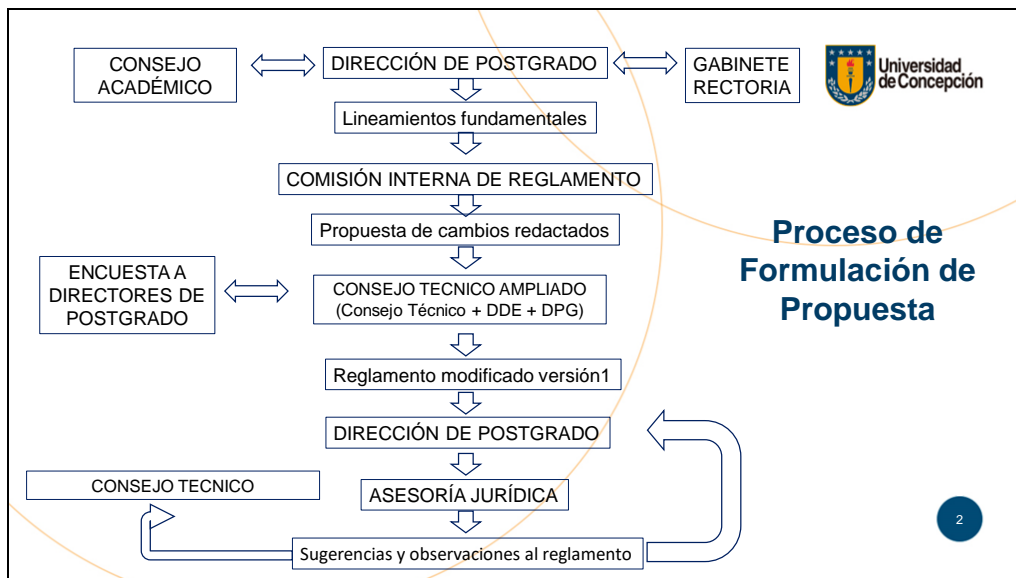 CONSEJO
ACADÉMICO
DIRECCIÓN DE POSTGRADO
GABINETE
RECTORIA
Universidad
de Concepción
Lineamientos fundamentales
COMISIÓN INTERNA DE REGLAMENTO
Propuesta de cambios redactados
Proceso de
Formulación de
Propuesta
ENCUESTA A
DIRECTORES DE
POSTGRADO
CONSEJO TECNICO AMPLIADO
(Consejo Técnico + DDE + DPG)
Reglamento modificado versión1
DIRECCIÓN DE POSTGRADO
CONSEJO TECNICO
ASESORÍA JURÍDICA
Sugerencias y observaciones al reglamento
2